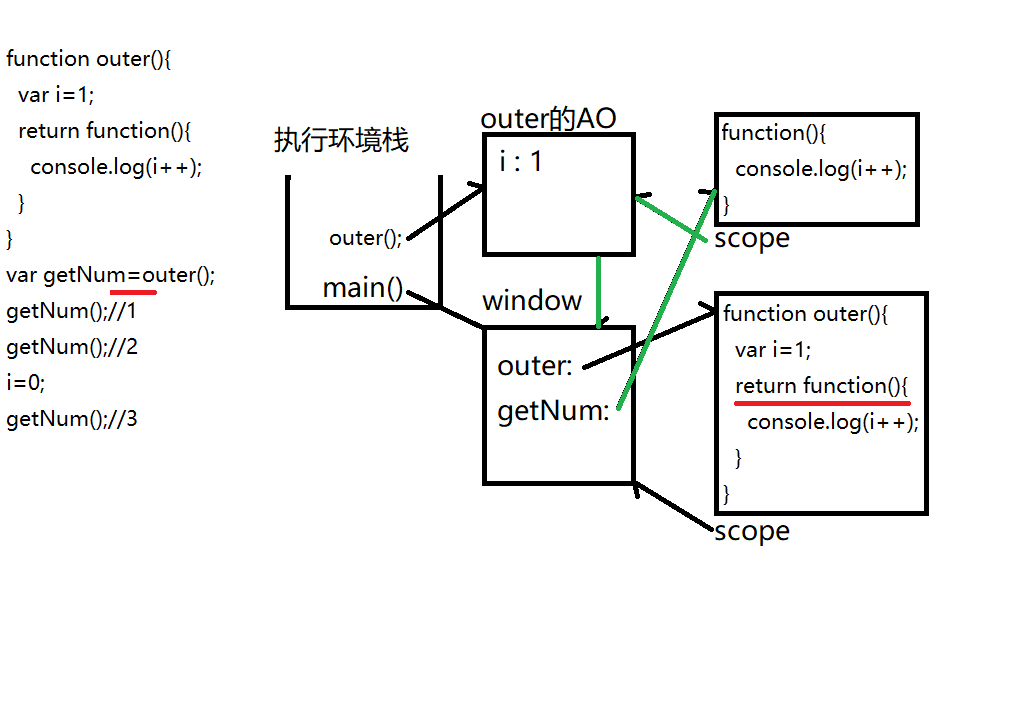 function outer(){
var i=1;
return function(){
console.log(i++);
}
}
var getNum=outer();
getNum();//1
getNum();//2
i=0;
getNum();//3
执行环境栈
outer();
main()
outer的AO
i : 1
window
outer:
getNum:
function(){
console.log(i++);
}
scope
function outer(){
var i=1;
return function(){
console.log(i++);
}
}
scope